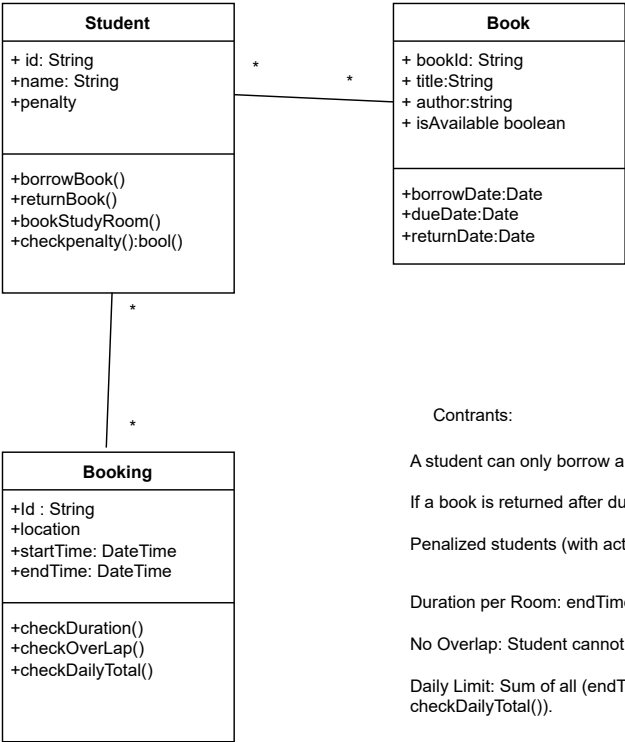 Student
+ id: String
+name: String
+penalty
+borrowBook()
+returnBook()
+bookStudyRoom()
+checkpenalty():bool()
*
*
Book
+ bookId: String
+ title:String
+ author:string
+ isAvailable boolean
+borrowDate:Date
+dueDate:Date
+returnDate:Date
*
*
Booking
+Id : String
+location
+startTime: DateTime
+endTime: DateTime
+checkDuration()
+checkOverLap()
+checkDailyTotal()
Contrants:
A student can only borrow a
If a book is returned after du
Penalized students (with act
Duration per Room: endTime
No Overlap: Student cannot
Daily Limit: Sum of all (endT
checkDailyTotal()).